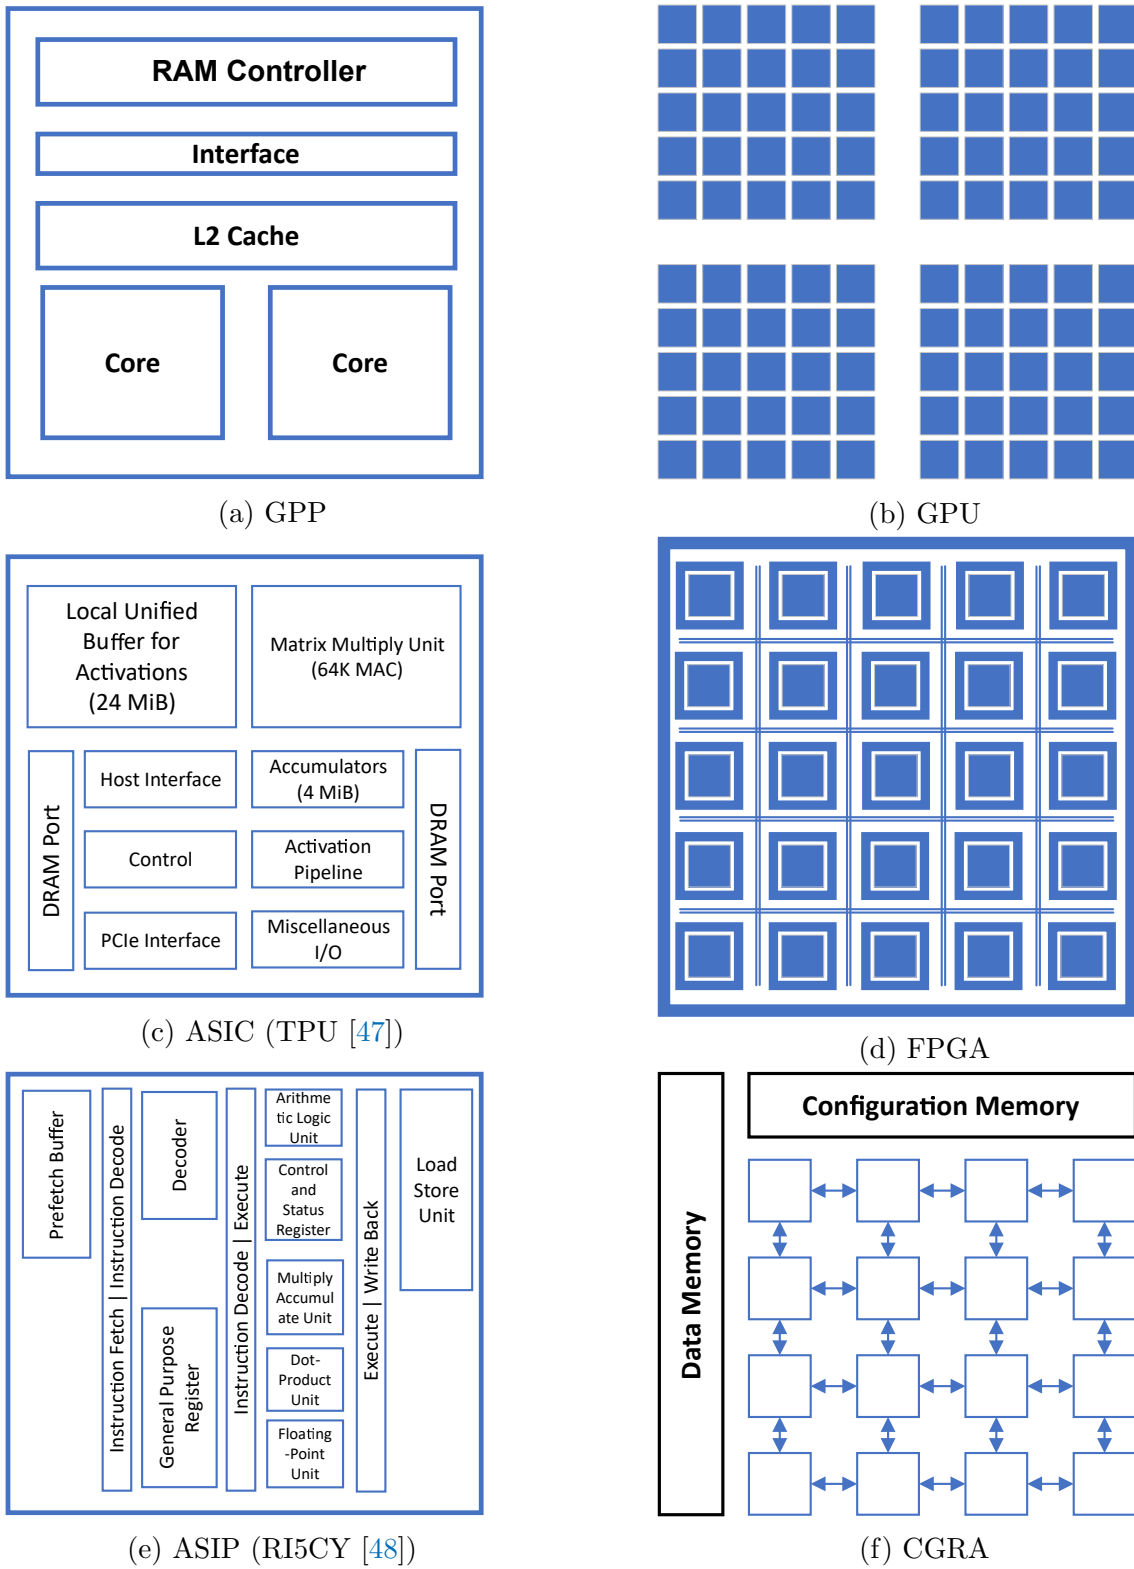 RAM Controller
Interface
L2 Cache
Core
Core
(a) GPP
(b) GPU
Local Unified
Buffer for
Activations
(24 MiB)
Matrix Multiply Unit
(64K MAC)
DRAM Port
Host Interface
Accumulators
(4 MiB)
DRAM Port
Control
Activation
Pipeline
PCIe Interface
Miscellaneous
I/O
(c) ASIC (TPU [47])
(d) FPGA
Prefetch Buffer
Instruction Fetch | Instruction Decode
Decoder
General Purpose
Register
Instruction Decode | Execute
Arithme
tic Logic
Unit
Control
and
Status
Register
Multiply
Accumul
ate Unit
Dot-
Product
Unit
Floating
-Point
Unit
Execute | Write Back
Load
Store
Unit
(e) ASIP (RI5CY [48])
Configuration Memory
Data Memory
(f) CGRA